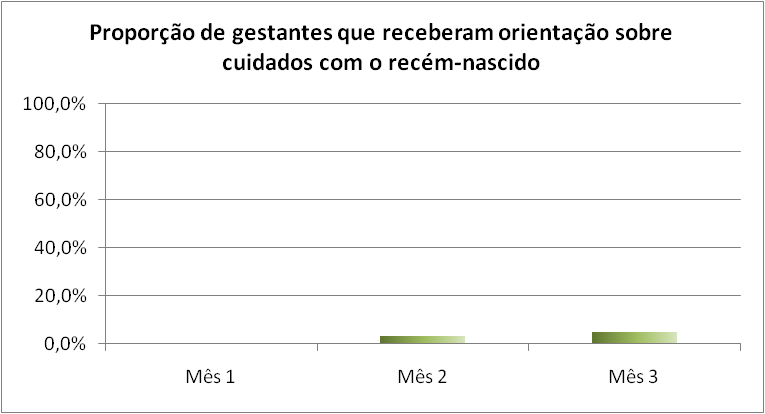 Proporção de gestantes que receberam orientação sobre
cuidados com o recém-nascido
100,0%
80,0%
60,0%
40,0%
20,0%
0,0%
Mês 1
Mês 2
Mês 3